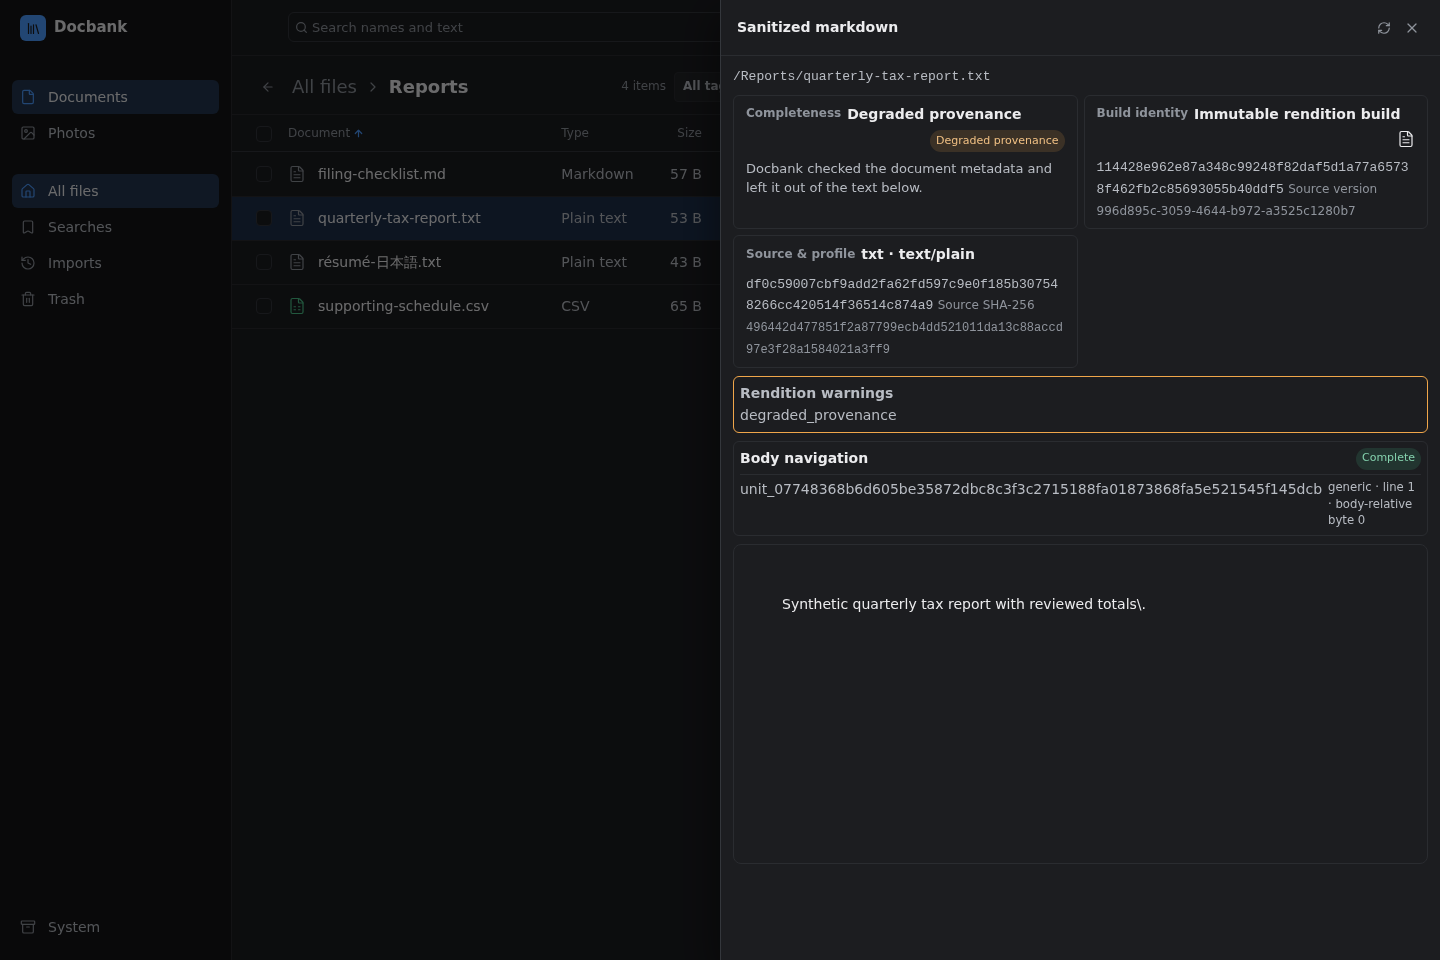 Docbank
Search names and text
Documents
Photos
All files
Searches
Imports
Trash
System
All files > Reports
4 items
All ta
Document
Type
Size
filing-checklist.md
Markdown
57 B
quarterly-tax-report.txt
Plain text
53 B
résumé-日本語.txt
Plain text
43 B
supporting-schedule.csv
CSV
65 B
Sanitized markdown
/Reports/quarterly-tax-report.txt
Completeness Degraded provenance
Degraded provenance
Docbank checked the document metadata and
left it out of the text below.
Build identity Immutable rendition build
114428e962e87a348c99248f82daf5d1a77a6573
8f462fb2c85693055b40ddf5 Source version
996d895c-3059-4644-b972-a3525c1280b7
Source & profile txt · text/plain
df0c59007cbf9add2fa62fd597c9e0f185b30754
8266cc420514f36514c874a9 Source SHA-256
496442d477851f2a87799ecb4dd521011da13c88accd
97e3f28a1584021a3ff9
Rendition warnings
degraded_provenance
Body navigation
Complete
unit_07748368b6d605be35872dbc8c3f3c2715188fa01873868fa5e521545f145dcb
generic · line 1
· body-relative
byte 0
Synthetic quarterly tax report with reviewed totals\.